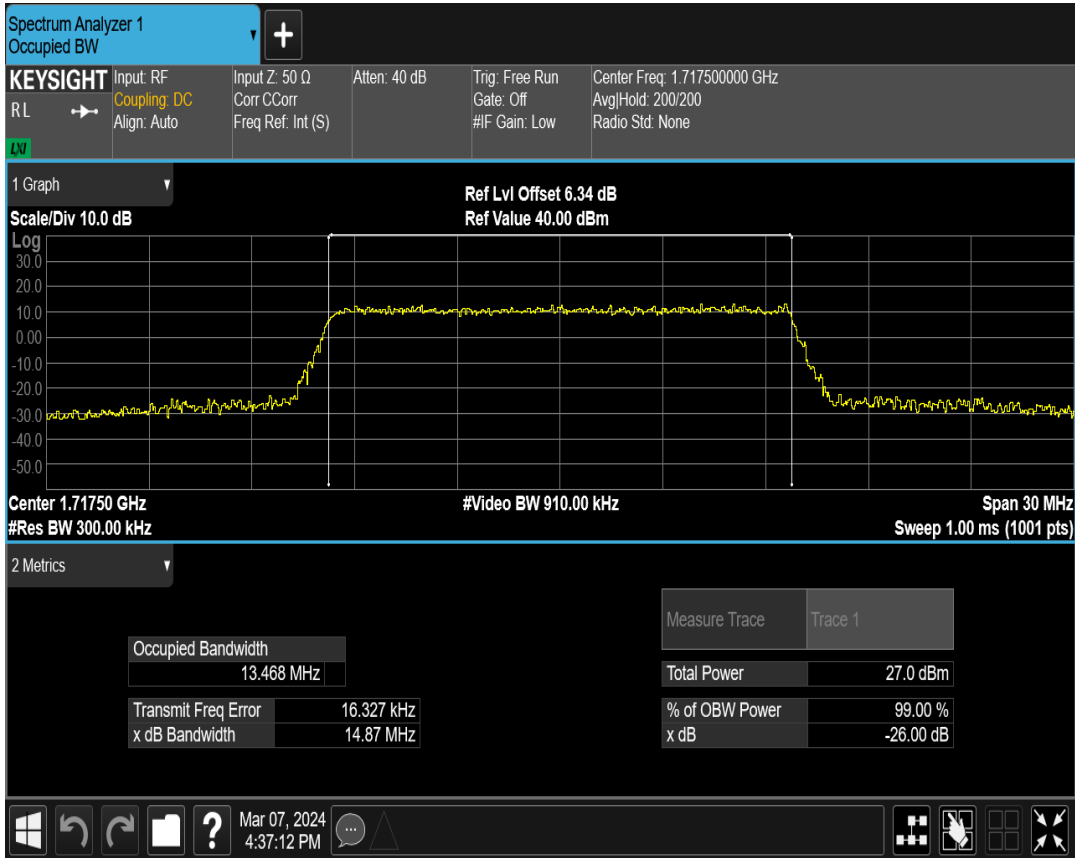 Spectrum Analyzer 1
Occupied BW
+
KEYSIGHT Input: RF Input Z: 50 Ω Atten: 40 dB Trig: Free Run Center Freq: 1.717500000 GHz
RL Coupling: DC Corr CCorr Gate: Off Avg|Hold: 200/200
Align: Auto Freq Ref: Int (S) #IF Gain: Low Radio Std: None
LXI
1 Graph
Ref Lvl Offset 6.34 dB
Scale/Div 10.0 dB Ref Value 40.00 dBm
Log
30.0
20.0
10.0
0.00
-10.0
-20.0
-30.0
-40.0
-50.0
Center 1.71750 GHz #Video BW 910.00 kHz Span 30 MHz
#Res BW 300.00 kHz Sweep 1.00 ms (1001 pts)
2 Metrics
Measure Trace Trace 1
Occupied Bandwidth
13.468 MHz Total Power 27.0 dBm
Transmit Freq Error 16.327 kHz % of OBW Power 99.00 %
x dB Bandwidth 14.87 MHz x dB -26.00 dB
? Mar 07, 2024
4:37:12 PM